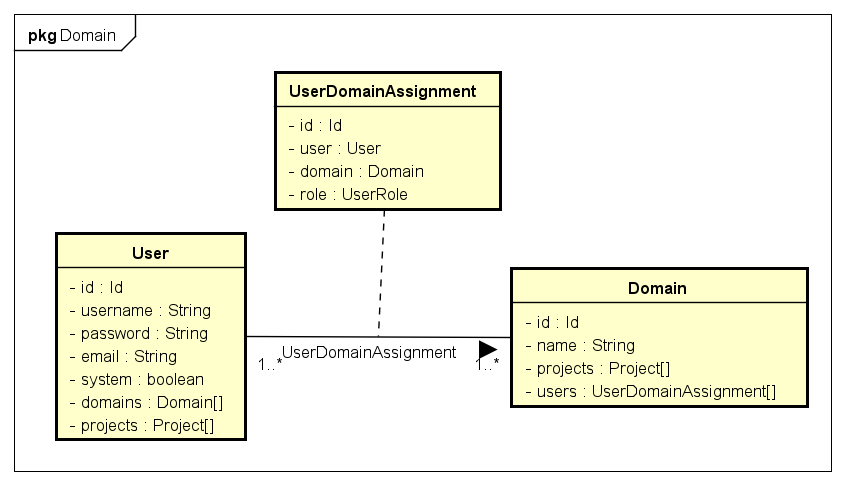 pkg Domain
UserDomainAssignment
- id : Id
- user : User
- domain : Domain
- role : UserRole
User
- id : Id
- username : String
- password : String
- email : String
- system : boolean
- domains : Domain[]
- projects : Project[]
UserDomainAssignment
1..*
1..*
Domain
- id : Id
- name : String
- projects : Project[]
- users : UserDomainAssignment[]